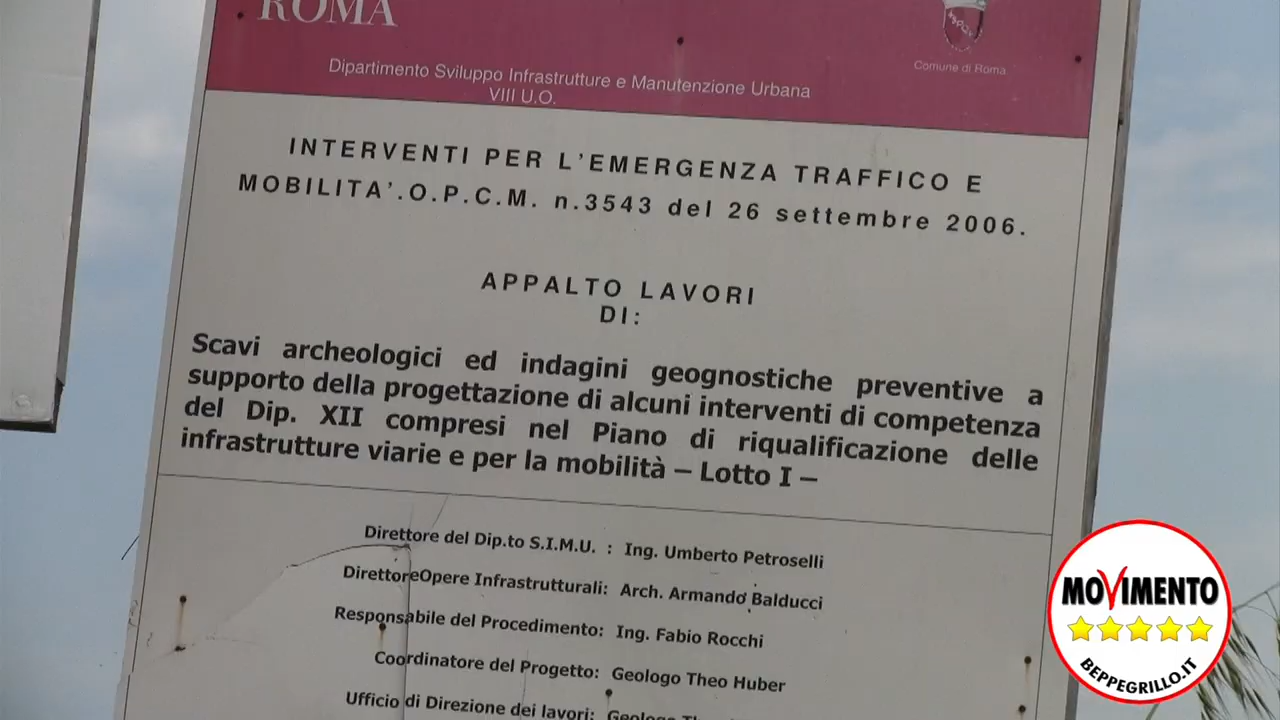 ROMA
Comune di Roma
Dipartimento Sviluppo Infrastrutture e Manutenzione Urbana
VIII U.O.
INTERVENTI PER L'EMERGENZA TRAFFICO E
MOBILITA'.O.P.C.M. n.3543 del 26 settembre 2006.
APPALTO LAVORI
DI:
Scavi archeologici ed indagini geognostiche preventive a
supporto della progettazione di alcuni interventi di competenza
del Dip. XII compresi nel Piano di riqualificazione delle
infrastrutture viarie e per la mobilità – Lotto I –
Direttore del Dip.to S.I.M.U. : Ing. Umberto Petroselli
DirettoreOpere Infrastrutturali: Arch. Armando Balducci
Responsabile del Procedimento: Ing. Fabio Rocchi
Coordinatore del Progetto: Geologo Theo Huber
Ufficio di Direzione dei lavori: Geologo
MOVIMENTO
BEPPEGRILLO.IT